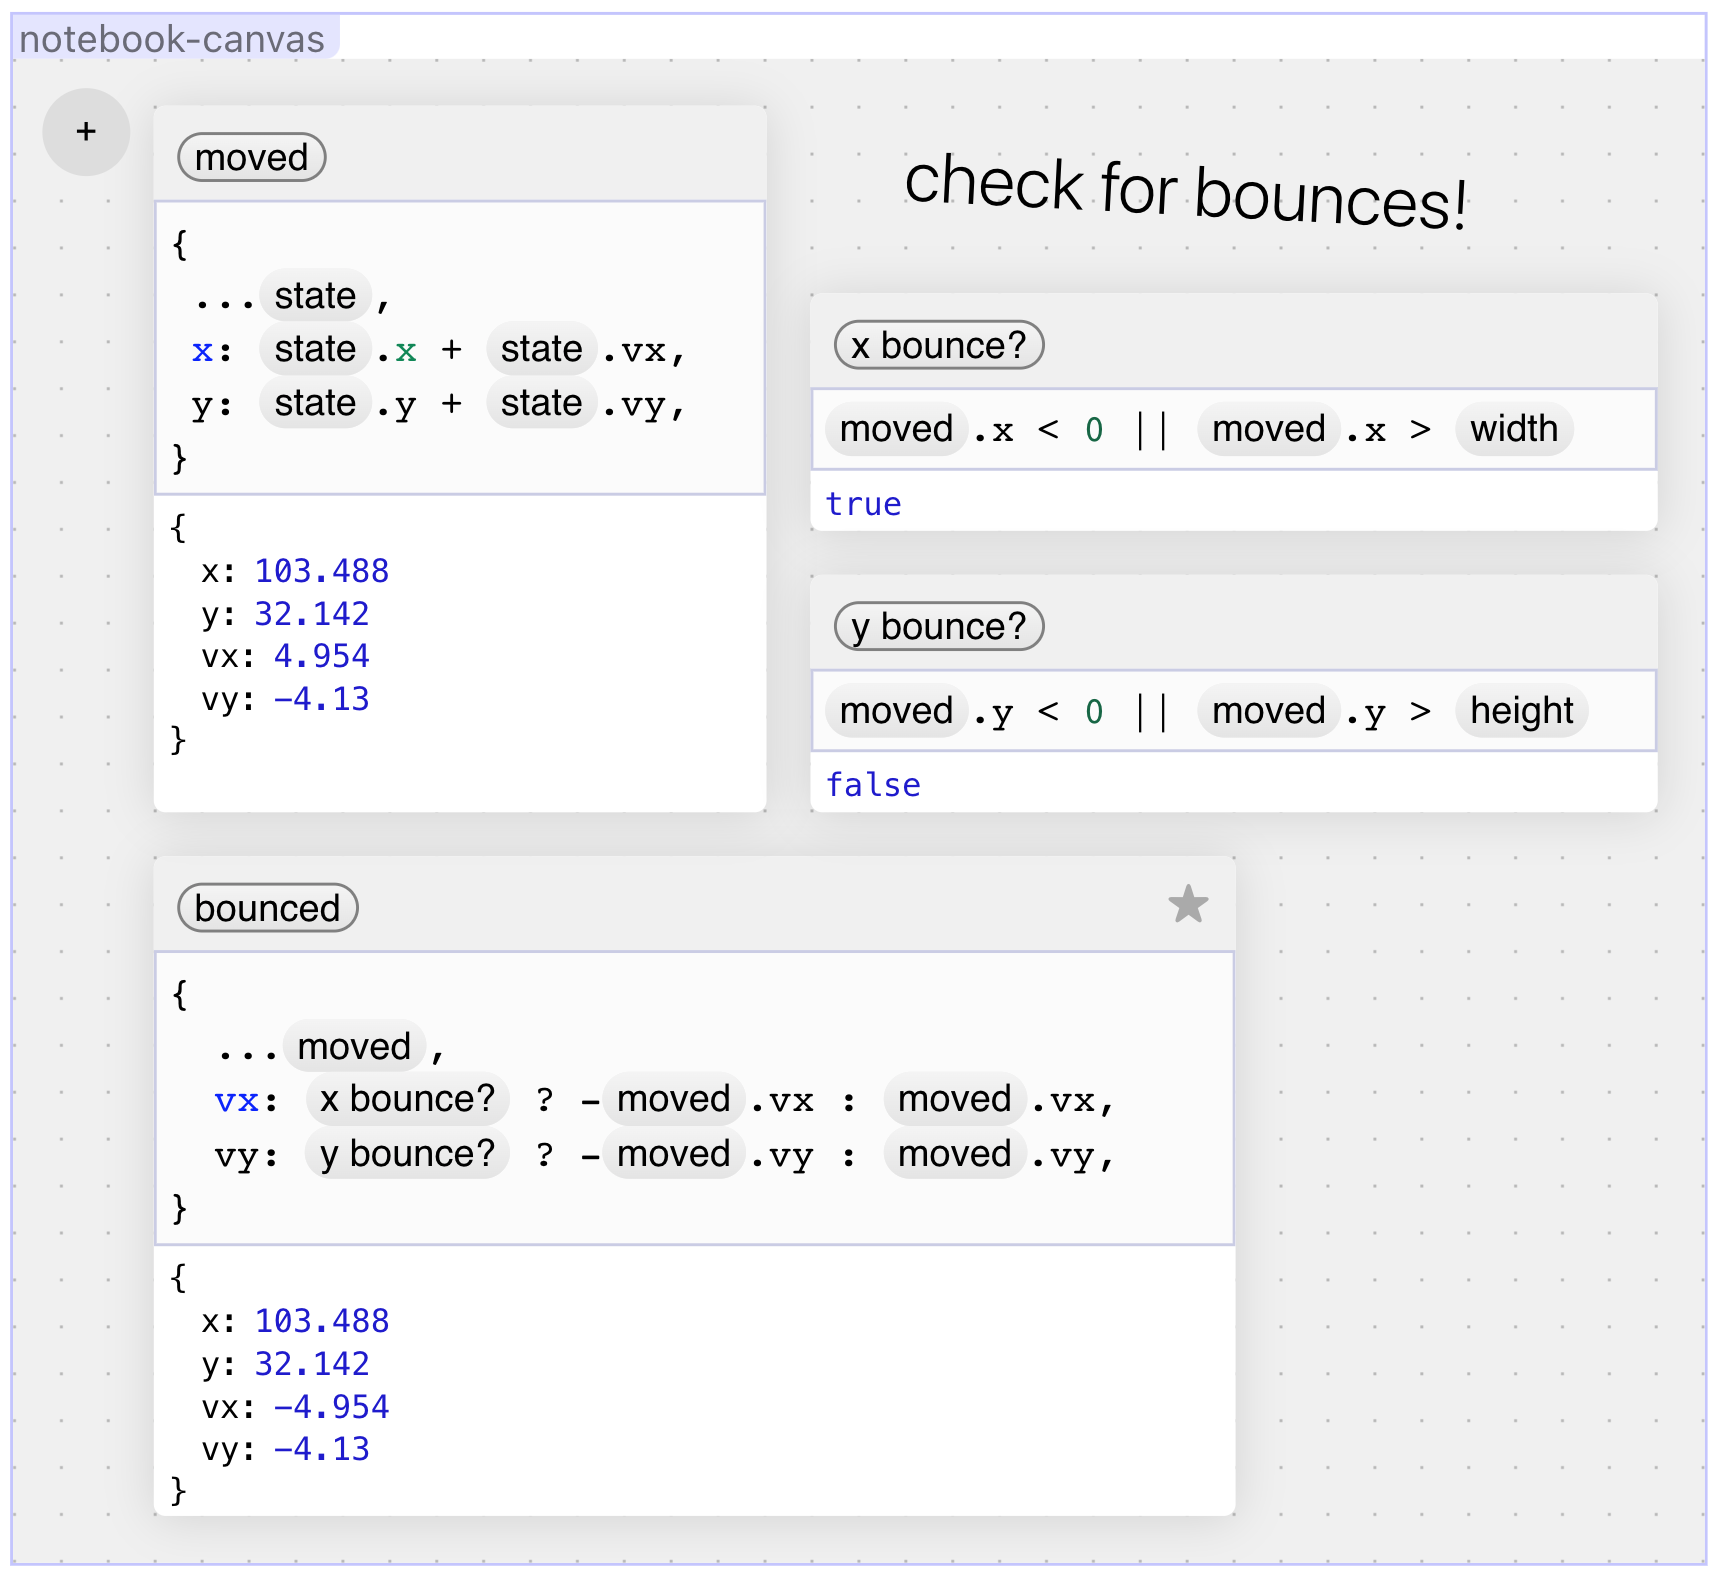 notebook-canvas
+
moved
{
...state,
x: state.x + state.vx,
y: state.y + state.vy,
}
{
x: 103.488
y: 32.142
vx: 4.954
vy: -4.13
}
check for bounces!
x bounce?
moved.x < 0 || moved.x > width
true
y bounce?
moved.y < 0 || moved.y > height
false
bounced
{
...moved,
vx: x bounce? ? -moved.vx : moved.vx,
vy: y bounce? ? -moved.vy : moved.vy,
}
{
x: 103.488
y: 32.142
vx: -4.954
vy: -4.13
}